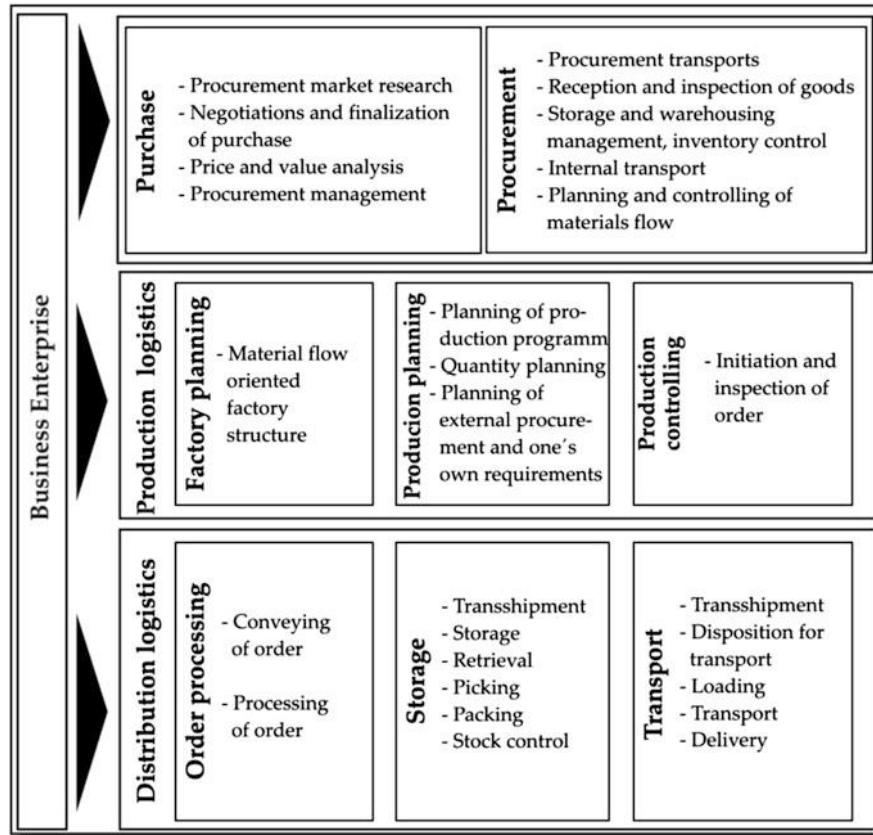 Business Enterprise
Purchase
- Procurement market research
- Negotiations and finalization
of purchase
- Price and value analysis
- Procurement management
Procurement
- Procurement transports
- Reception and inspection of goods
- Storage and warehousing
management, inventory control
- Internal transport
- Planning and controlling of
materials flow
Production logistics
Factory planning
- Material flow
oriented
factory
structure
Producion planning
- Planning of pro-
duction programm
- Quantity planning
- Planning of
external procure-
ment and one´s
own requirements
Production
controlling
- Initiation and
inspection of
order
Distribution logistics
Order processing
- Conveying
of order
- Processing
of order
Storage
- Transshipment
- Storage
- Retrieval
- Picking
- Packing
- Stock control
Transport
- Transshipment
- Disposition for
transport
- Loading
- Transport
- Delivery